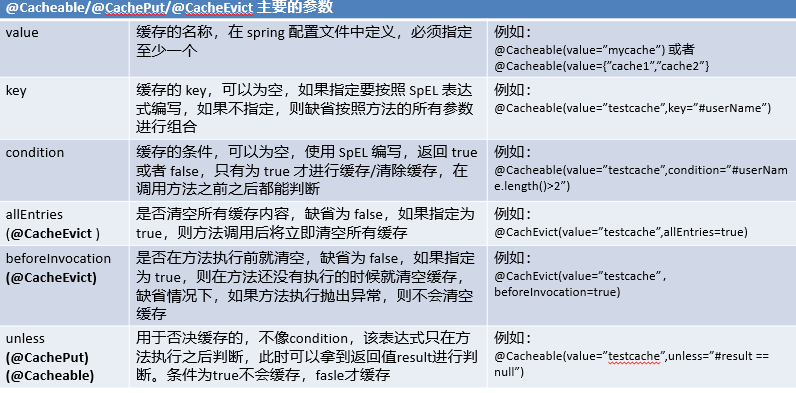 @Cacheable/@CachePut/@CacheEvict 主要的参数
value
缓存的名称，在 spring 配置文件中定义，必须指定
至少一个
例如：
@Cacheable(value=”mycache”) 或者
@Cacheable(value={”cache1”,”cache2”}
key
缓存的 key，可以为空，如果指定要按照 SpEL 表达
式编写，如果不指定，则缺省按照方法的所有参数
进行组合
例如：
@Cacheable(value=”testcache”,key=”#userName”)
condition
缓存的条件，可以为空，使用 SpEL 编写，返回 true
或者 false，只有为 true 才进行缓存/清除缓存，在
调用方法之前之后都能判断
例如：
@Cacheable(value=”testcache”,condition=”#userNam
e.length()>2”)
allEntries
(@CacheEvict )
是否清空所有缓存内容，缺省为 false，如果指定为
true，则方法调用后将立即清空所有缓存
例如：
@CachEvict(value=”testcache”,allEntries=true)
beforeInvocation
(@CacheEvict)
是否在方法执行前就清空，缺省为 false，如果指定
为 true，则在方法还没有执行的时候就清空缓存，
缺省情况下，如果方法执行抛出异常，则不会清空
缓存
例如：
@CachEvict(value=”testcache”，
beforeInvocation=true)
unless
(@CachePut)
(@Cacheable)
用于否决缓存的，不像condition，该表达式只在方
法执行之后判断，此时可以拿到返回值result进行判
断。条件为true不会缓存，fasle才缓存
例如：
@Cacheable(value=”testcache”,unless=”#result ==
null”)